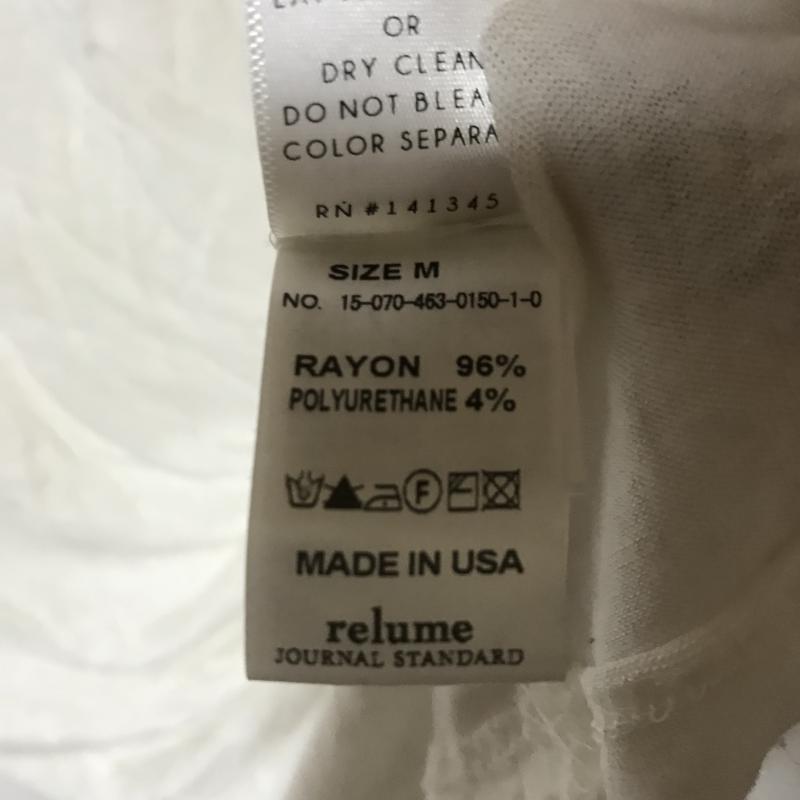 OR
DRY CLEAN
DO NOT BLEA
COLOR SEPARA
RN #141345
SIZE M
NO. 15-070-463-0150-1-0
RAYON 96%
POLYURETHANE 4%
F
MADE IN USA
relume
JOURNAL STANDARD